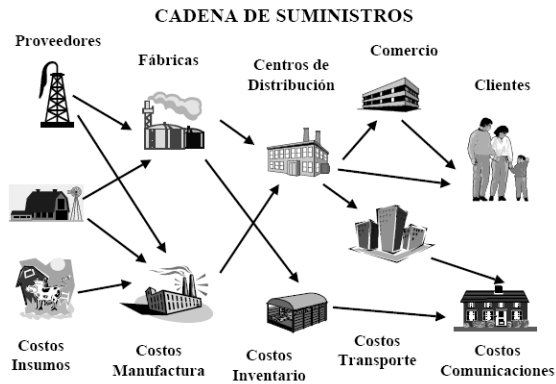 CADENA DE SUMINISTROS
Proveedores
Fábricas
Centros de
Distribución
Comercio
Clientes
Costos
Insumos
Costos
Manufactura
Costos
Inventario
Costos
Transporte
Costos
Comunicaciones